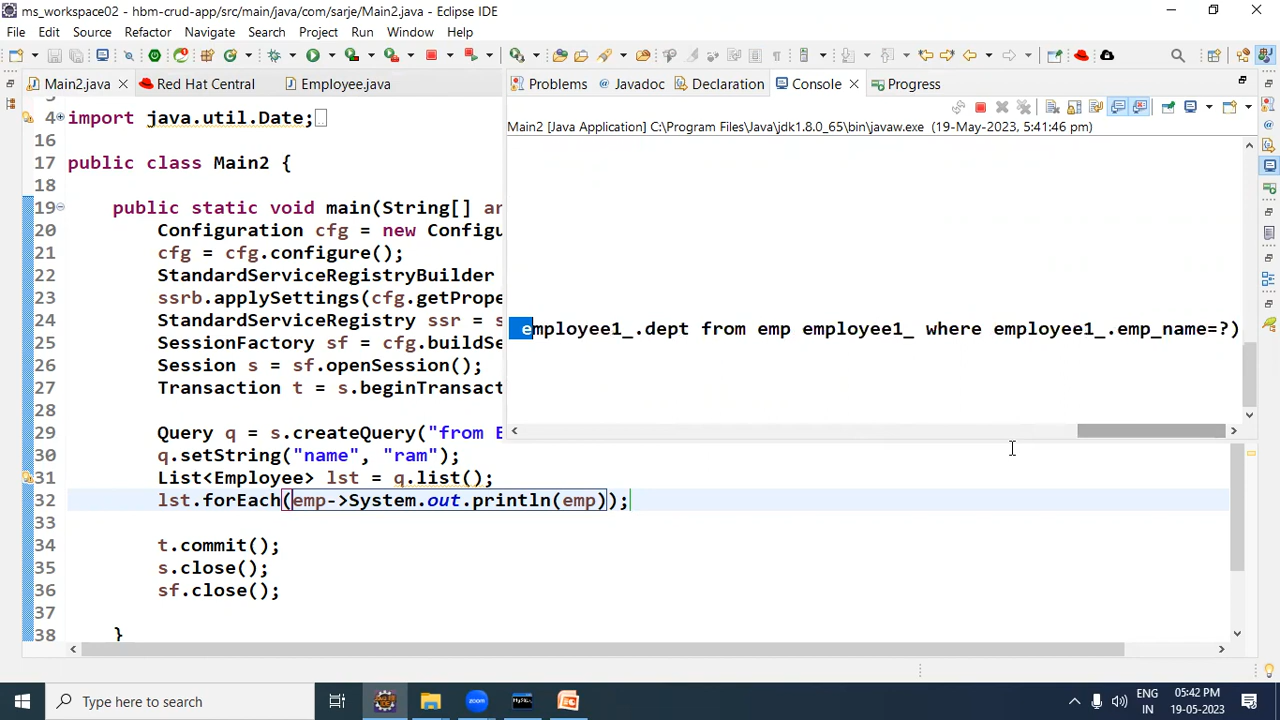 ms_workspace02 - hbm-crud-app/src/main/java/com/sarje/Main2.java - Eclipse IDE
File Edit Source Refactor Navigate Search Project Run Window Help
Main2.java Red Hat Central Employee.java
Problems Javadoc Declaration Console Progress
Main2 [Java Application] C:\Program Files\Java\jdk1.8.0_65\bin\javaw.exe (19-May-2023, 5:41:46 pm)
employee1_.dept from emp employee1_ where employee1_.emp_name=?)
4 import java.util.Date;
16
17 public class Main2 {
18
19 public static void main(String[] ar
20 Configuration cfg = new Configu
21 cfg = cfg.configure();
22 StandardServiceRegistryBuilder
23 ssrb.applySettings(cfg.getPrope
24 StandardServiceRegistry ssr = s
25 SessionFactory sf = cfg.buildSe
26 Session s = sf.openSession();
27 Transaction t = s.beginTransact
28
29 Query q = s.createQuery("from E
30 q.setString("name", "ram");
31 List<Employee> lst = q.list();
32 lst.forEach(emp->System.out.println(emp));
33
34 t.commit();
35 s.close();
36 sf.close();
37
38 }
Type here to search
ENG
IN
05:42 PM
19-05-2023